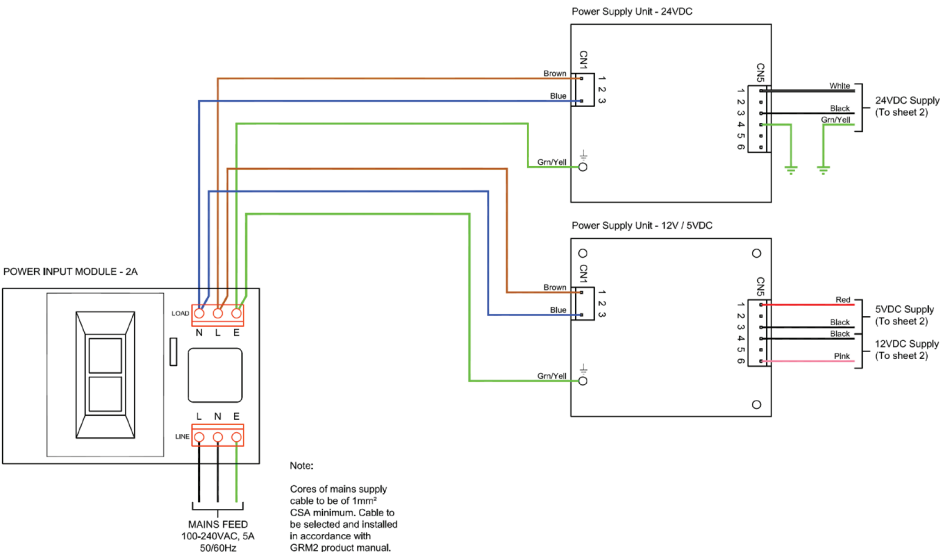 Power Supply Unit - 24VDC
CN1
Brown
1
2
Blue
3
Grn/Yell
CN5
1
2
3
4
5
6
White
Black
Grn/Yell
24VDC Supply
(To sheet 2)
Power Supply Unit - 12V / 5VDC
CN1
Brown
1
2
Blue
3
Grn/Yell
CN5
1
2
3
4
5
6
Red
Black
Black
Pink
5VDC Supply
(To sheet 2)
12VDC Supply
(To sheet 2)
POWER INPUT MODULE - 2A
LOAD
N L E
L N E
LINE
MAINS FEED
100-240VAC, 5A
50/60Hz
Note:
Cores of mains supply
cable to be of 1mm²
CSA minimum. Cable to
be selected and installed
in accordance with
GRM2 product manual.